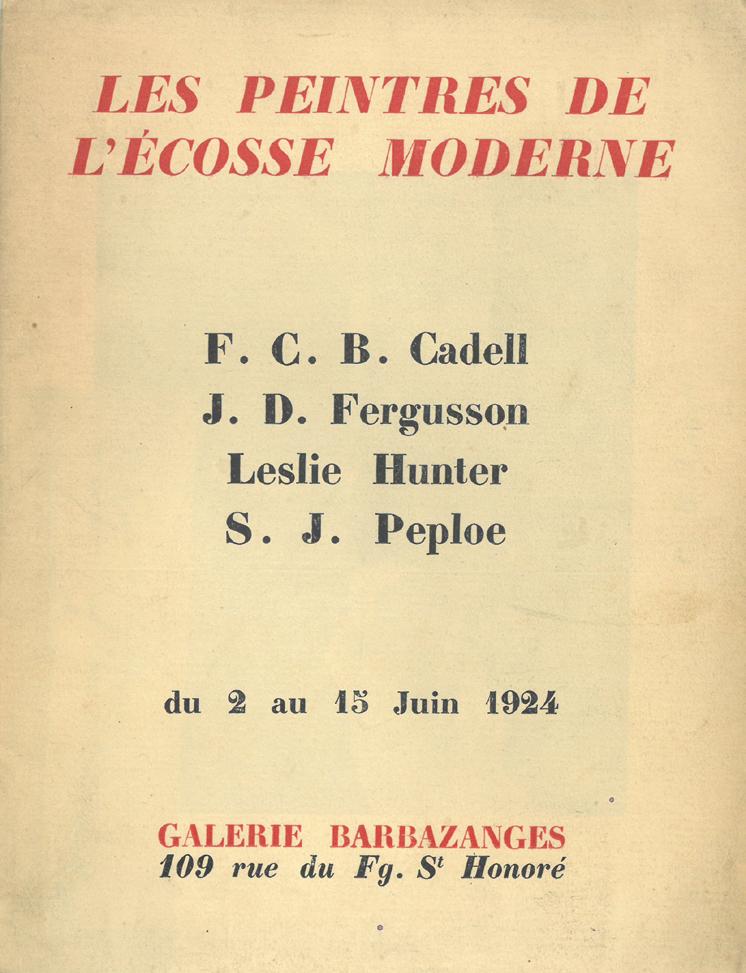 LES PEINTRES DE
L'ÉCOSSE MODERNE
F. C. B. Cadell
J. D. Fergusson
Leslie Hunter
S. J. Peploe
du 2 au 15 Juin 1924
GALERIE BARBAZANGES
109 rue du Fg. St Honoré